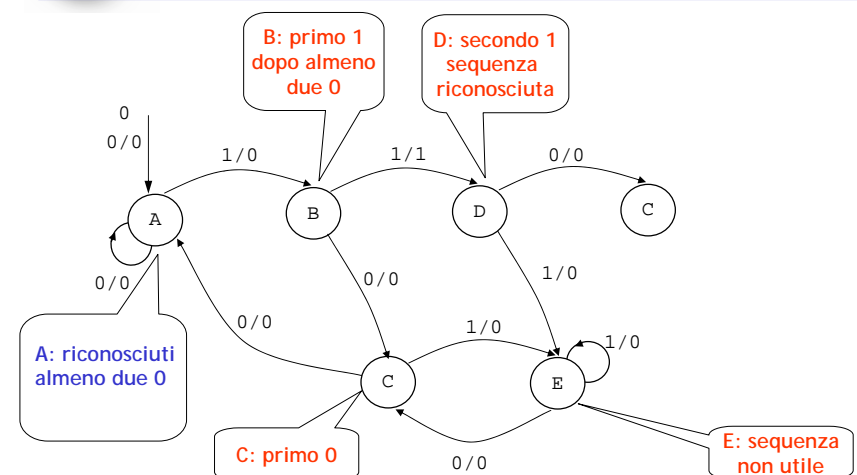 B: primo 1
dopo almeno
due 0
D: secondo 1
sequenza
riconosciuta
0
0/0
1/0
1/1
0/0
A
B
D
C
0/0
0/0
1/0
0/0
1/0
1/0
A: riconosciuti
almeno due 0
C
E
C: primo 0
0/0
E: sequenza
non utile